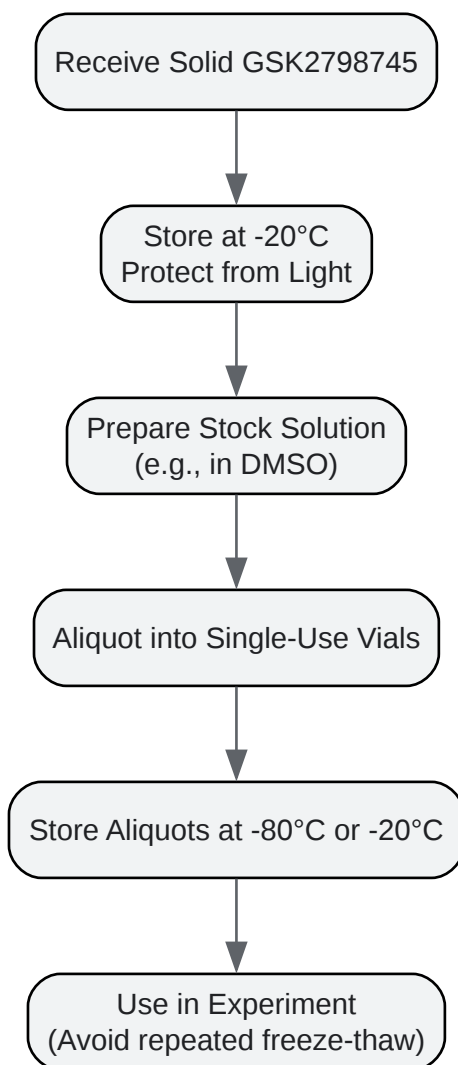 Receive Solid GSK2798745
Store at -20°C
Protect from Light
Prepare Stock Solution
(e.g., in DMSO)
Aliquot into Single-Use Vials
Store Aliquots at -80°C or -20°C
Use in Experiment
(Avoid repeated freeze-thaw)